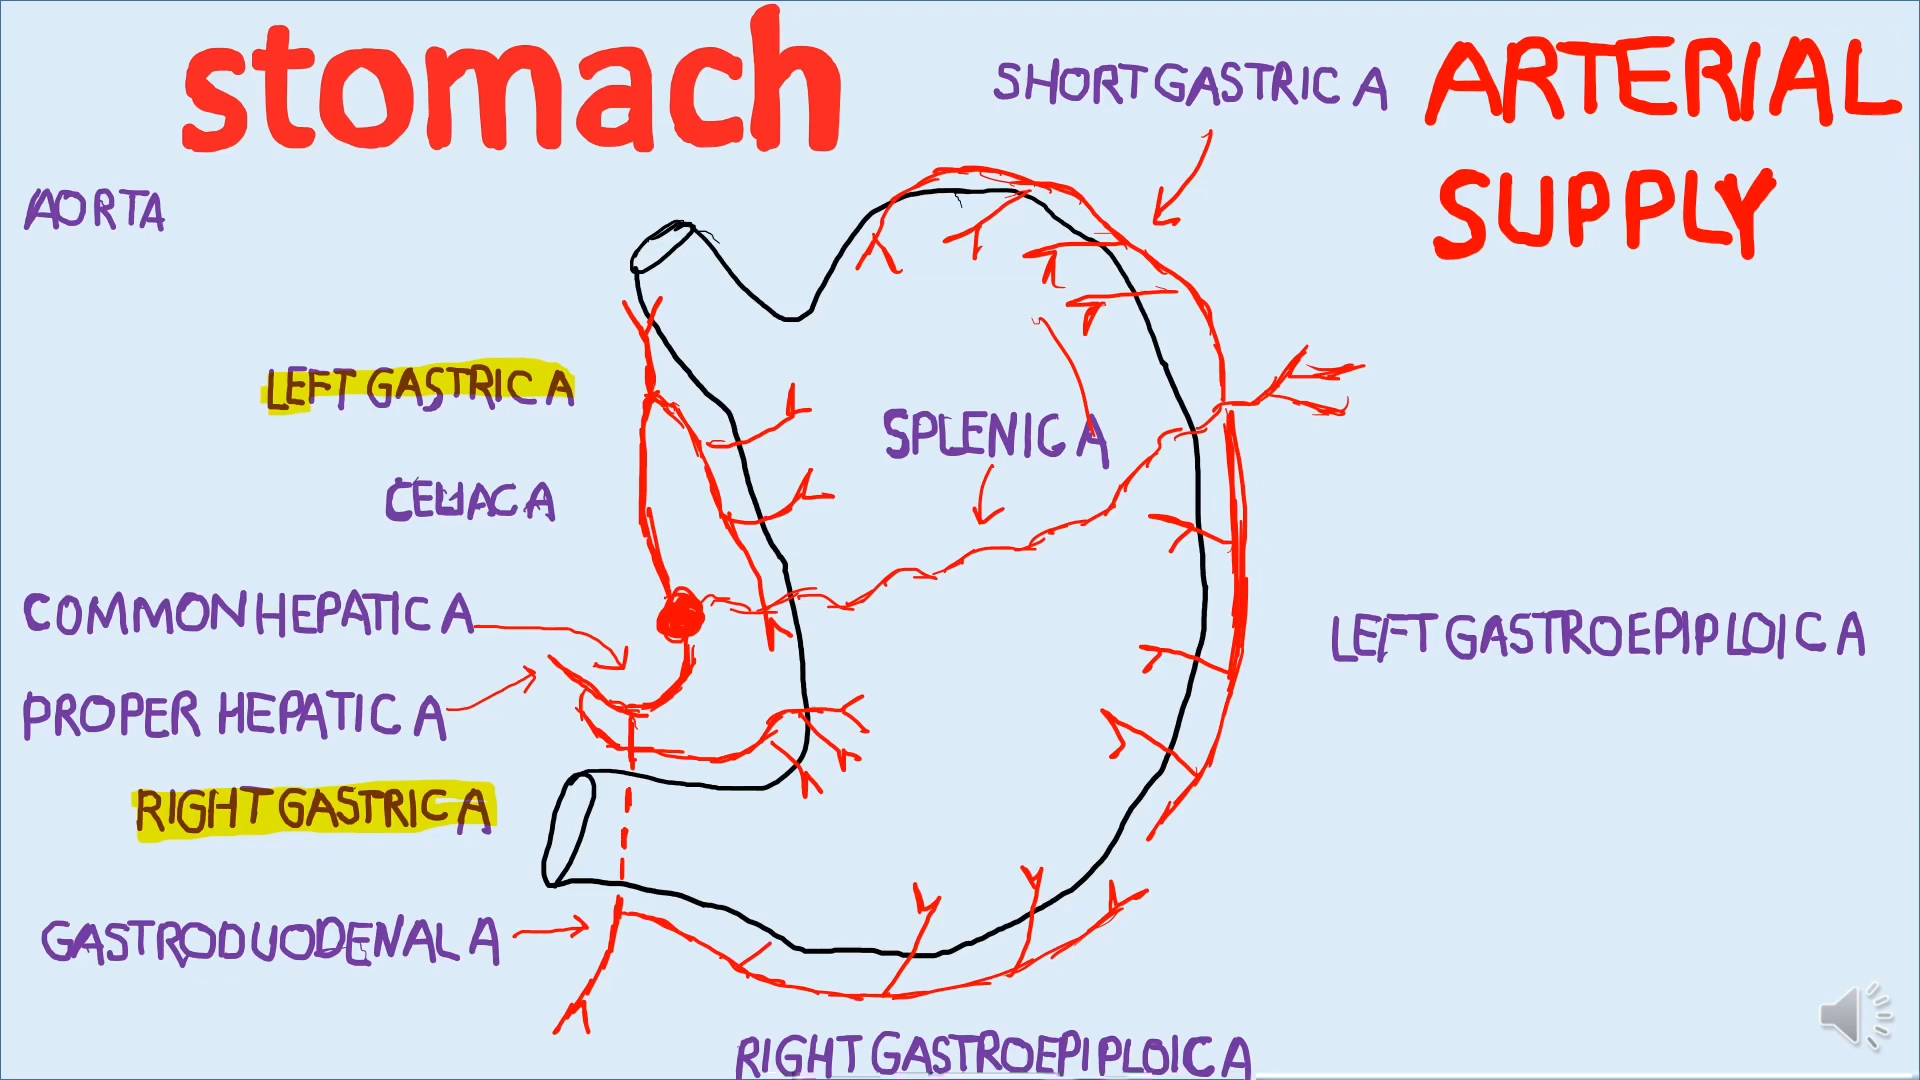 stomach
SHORT GASTRIC A
ARTERIAL
SUPPLY
AORTA
LEFT GASTRIC A
SPLENIC A
CELIAC A
COMMON HEPATIC A
LEFT GASTROEPIPLOIC A
PROPER HEPATIC A
RIGHT GASTRIC A
GASTRODUODENAL A
RIGHT GASTROEPIPLOIC A